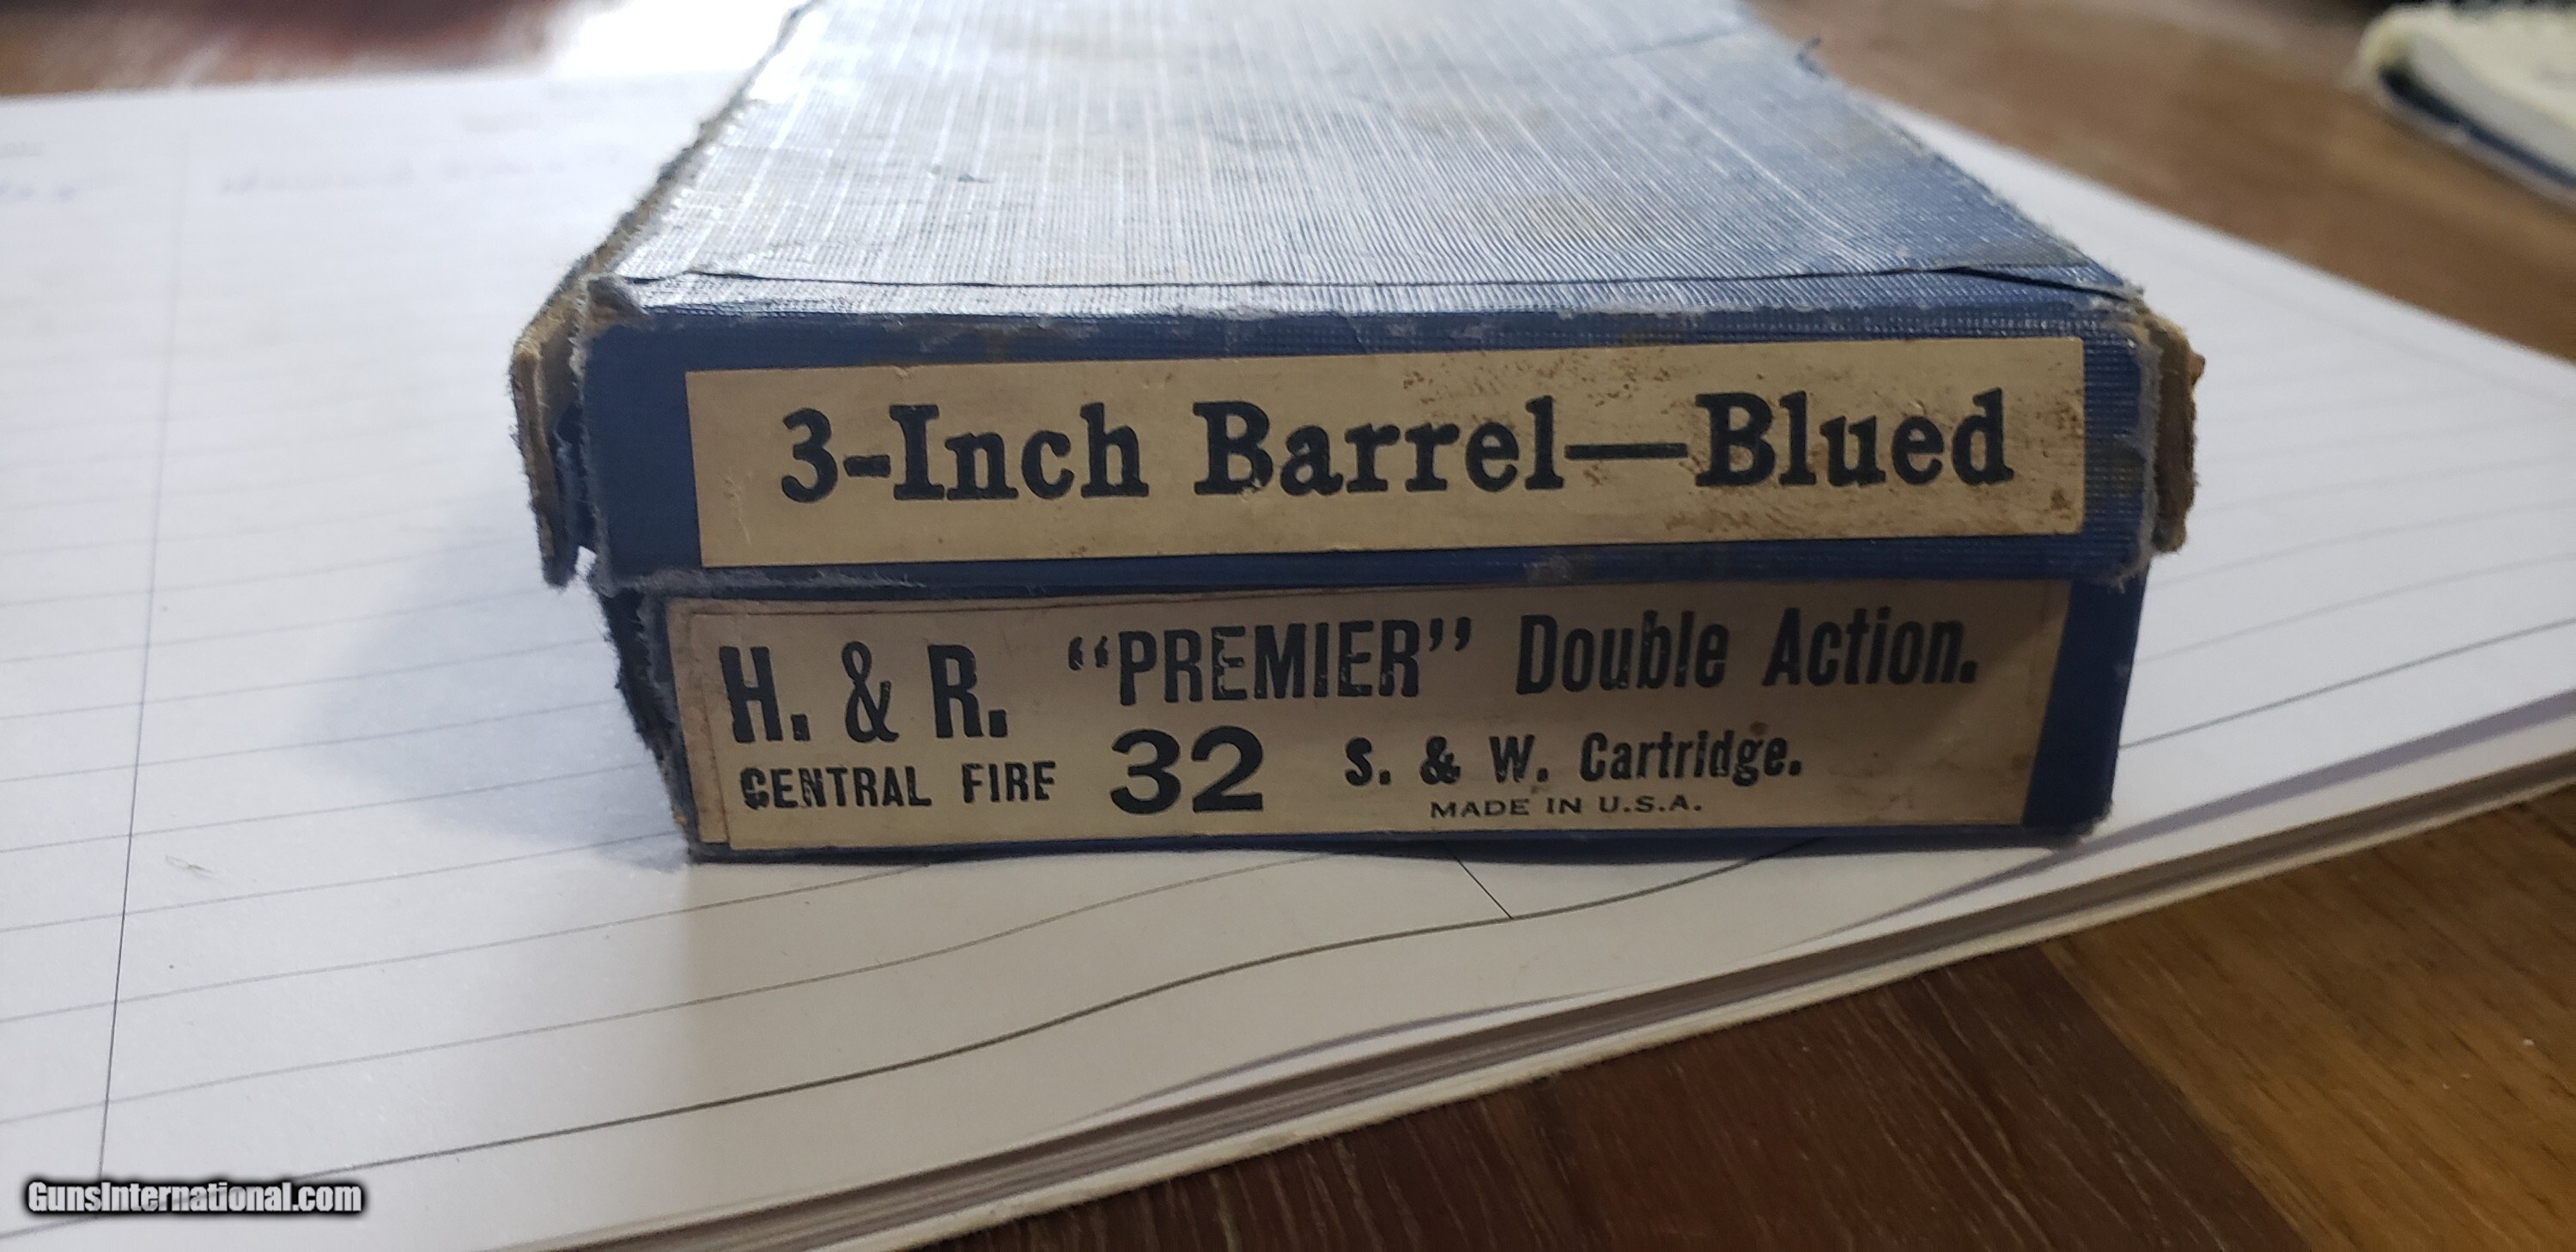 3-Inch Barrel—Blued
H. & R. “PREMIER” Double Action.
CENTRAL FIRE 32 S. & W. Cartridge.
MADE IN U.S.A.
GunsInternational.com